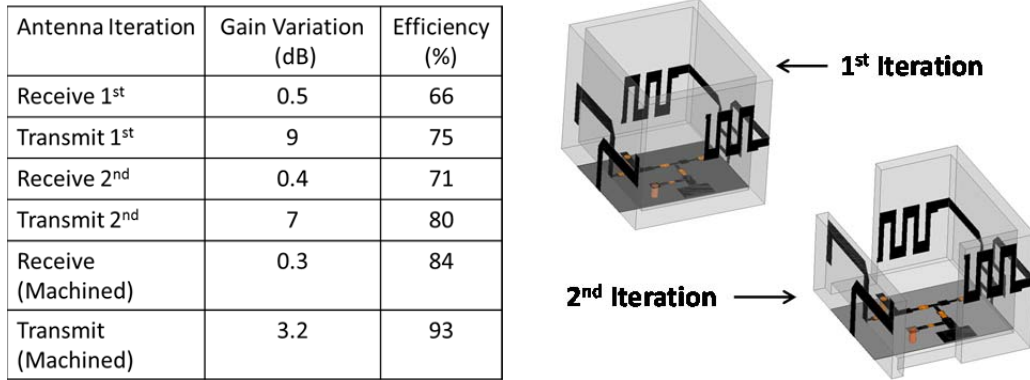 Antenna Iteration Gain Variation Efficiency
(dB) (%)
Receive 1st 0.5 66
Transmit 1st 9 75
Receive 2nd 0.4 71
Transmit 2nd 7 80
Receive 0.3 84
(Machined)
Transmit 3.2 93
(Machined)
1st Iteration
2nd Iteration